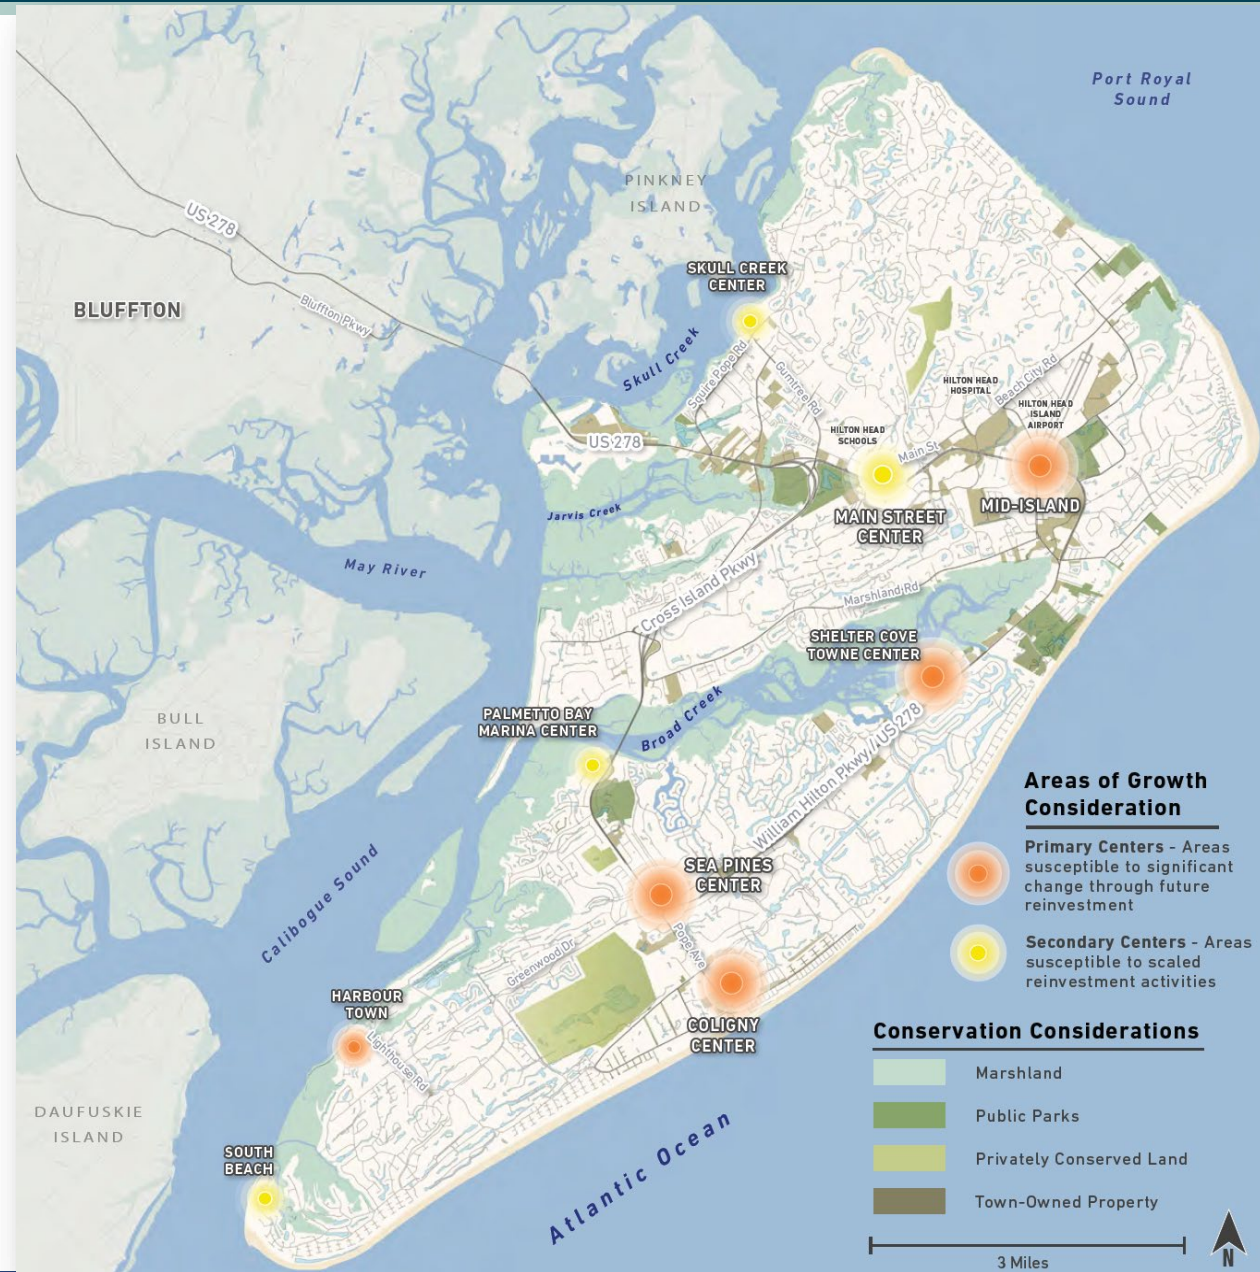 Port Royal
Sound
PINKNEY
ISLAND
US 278
SKULL CREEK
CENTER
BLUFFTON
Bluffton Pkwy
Skull Creek
Squire Pope Rd
Gumtree Rd
HILTON HEAD
HOSPITAL
Beach City Rd
HILTON HEAD
ISLAND
AIRPORT
HILTON HEAD
SCHOOLS
US 278
Main St
MID-ISLAND
MAIN STREET
CENTER
Jarvis Creek
May River
Cross Island Pkwy
Marshland Rd
SHELTER COVE
TOWNE CENTER
BULL
ISLAND
PALMETTO BAY
MARINA CENTER
Broad Creek
William Hilton Pkwy // US 278
Areas of Growth
Consideration
Primary Centers - Areas
susceptible to significant
change through future
reinvestment
Secondary Centers - Areas
susceptible to scaled
reinvestment activities
SEA PINES
CENTER
Calibogue Sound
Pope Ave
Greenwood Dr
HARBOUR
TOWN
Lighthouse Rd
COLIGNY
CENTER
Conservation Considerations
Marshland
Public Parks
Privately Conserved Land
Town-Owned Property
DAUFUSKIE
ISLAND
SOUTH
BEACH
Atlantic Ocean
3 Miles
N